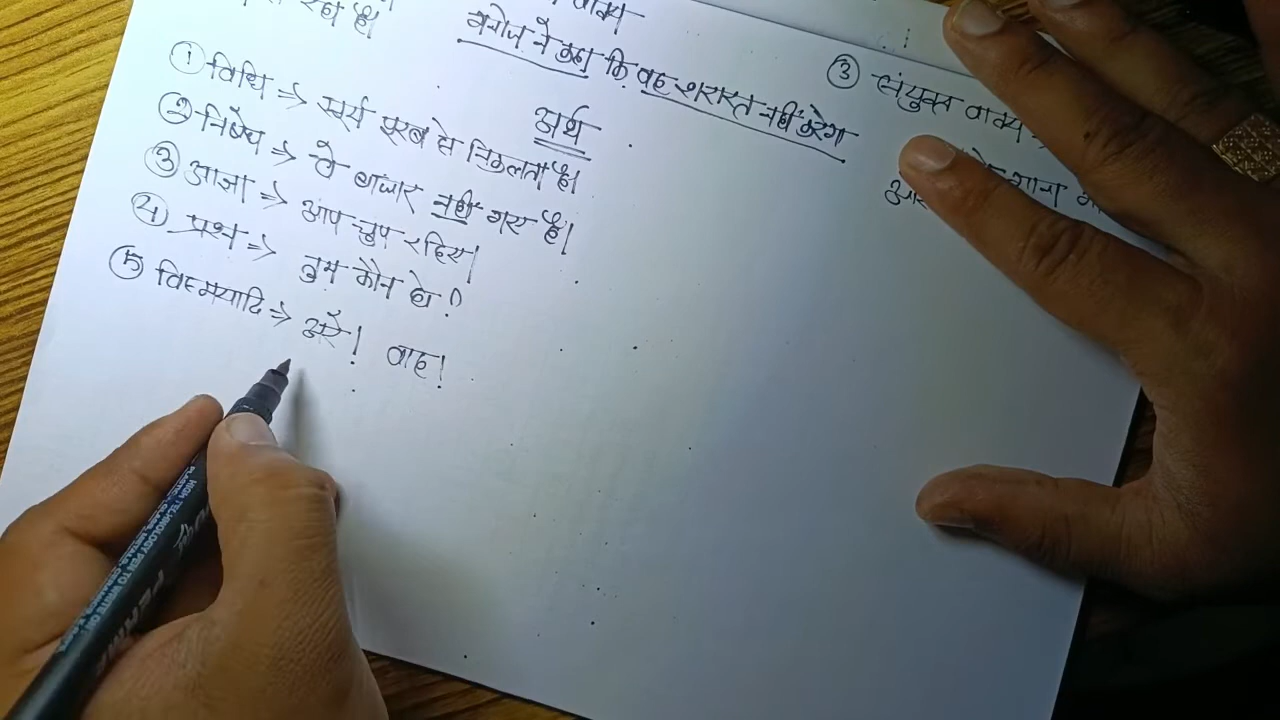 रहा है।
वाक्य
मनोज ने कहा कि वह शरारत नहीं करेगा
③ संयुक्त वाक्य
अर्थ
① विधि ⇒ सूर्य पूरब से निकलता है।
② निषेध ⇒ वे बाजार नहीं गए हैं।
③ आज्ञा ⇒ आप चुप रहिए।
④ प्रश्न ⇒ तुम कौन थे?
⑤ विस्मयादि ⇒ अरे! वाह!